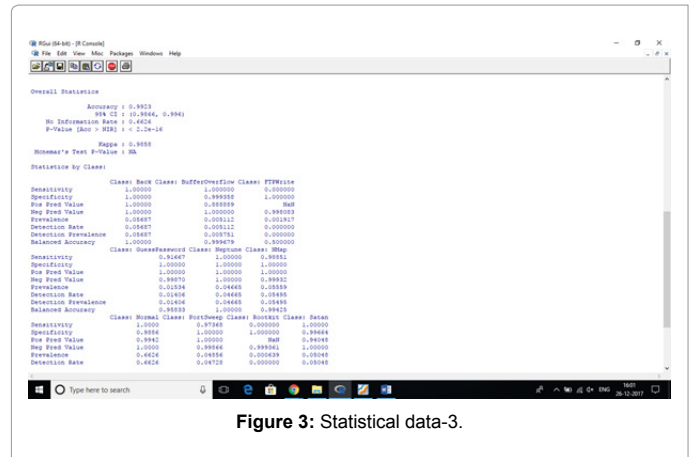 RGui (64-bit) - [R Console]
File Edit View Misc Packages Windows Help
Overall Statistics
Accuracy : 0.9923
95% CI : (0.9866, 0.996)
No Information Rate : 0.6626
P-Value [Acc > NIR] : < 2.2e-16
Kappa : 0.9858
Mcnemar's Test P-Value : NA
Statistics by Class:
Class: Back Class: BufferOverflow Class: FTPWrite
Sensitivity 1.00000 1.000000 0.000000
Specificity 1.00000 0.999358 1.000000
Pos Pred Value 1.00000 0.888889 NaN
Neg Pred Value 1.00000 1.000000 0.998083
Prevalence 0.05687 0.005112 0.001917
Detection Rate 0.05687 0.005112 0.000000
Detection Prevalence 0.05687 0.005751 0.000000
Balanced Accuracy 1.00000 0.999679 0.500000
Class: GuessPassword Class: Neptune Class: NMap
Sensitivity 0.91667 1.00000 0.98851
Specificity 1.00000 1.00000 1.00000
Pos Pred Value 1.00000 1.00000 1.00000
Neg Pred Value 0.99870 1.00000 0.99932
Prevalence 0.01534 0.04665 0.05559
Detection Rate 0.01406 0.04665 0.05495
Detection Prevalence 0.01406 0.04665 0.05495
Balanced Accuracy 0.95833 1.00000 0.99425
Class: Normal Class: PortSweep Class: Rootkit Class: Satan
Sensitivity 1.0000 0.97368 0.000000 1.00000
Specificity 0.9886 1.00000 1.000000 0.99664
Pos Pred Value 0.9942 1.00000 NaN 0.94048
Neg Pred Value 1.0000 0.99866 0.999361 1.00000
Prevalence 0.6626 0.04856 0.000639 0.05048
Detection Rate 0.6626 0.04728 0.000000 0.05048
Type here to search
ENG
16:01
26-12-2017
Figure 3: Statistical data-3.